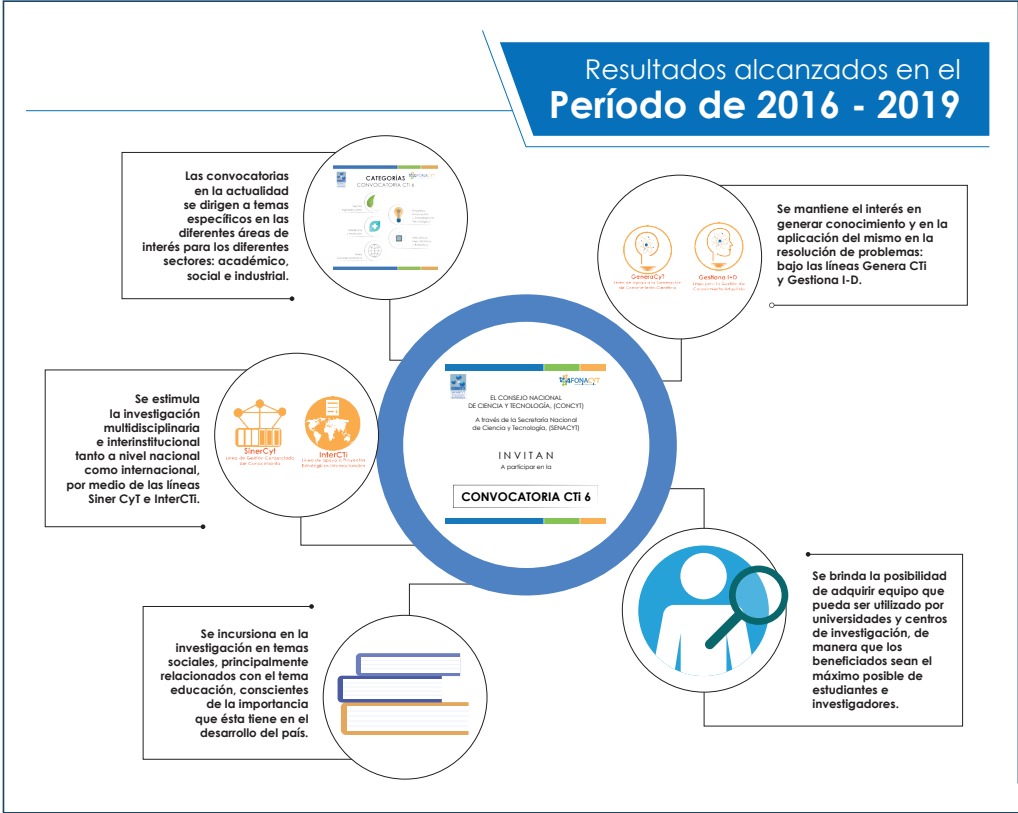 Resultados alcanzados en el
Período de 2016 - 2019
Las convocatorias
en la actualidad
se dirigen a temas
específicos en las
diferentes áreas de
interés para los diferentes
sectores: académico,
social e industrial.
CATEGORÍAS
CONVOCATORIA CTi 6
FONACYT
GeneraCyT
Gestiona I+D
Se mantiene el interés en
generar conocimiento y en la
aplicación del mismo en la
resolución de problemas:
bajo las líneas Genera CTi
y Gestiona I-D.
Se estimula
la investigación
multidisciplinaria
e interinstitucional
tanto a nivel nacional
como internacional,
por medio de las líneas
Siner CyT e InterCTi.
SinerCyt
InterCTi
FONACYT
EL CONSEJO NACIONAL
DE CIENCIA Y TECNOLOGÍA, (CONCYT)
A través de la Secretaría Nacional
de Ciencia y Tecnología, (SENACYT)
INVITAN
A participar en la
CONVOCATORIA CTi 6
Se incursiona en la
investigación en temas
sociales, principalmente
relacionados con el tema
educación, conscientes
de la importancia
que ésta tiene en el
desarrollo del país.
Se brinda la posibilidad
de adquirir equipo que
pueda ser utilizado por
universidades y centros
de investigación, de
manera que los
beneficiados sean el
máximo posible de
estudiantes e
investigadores.